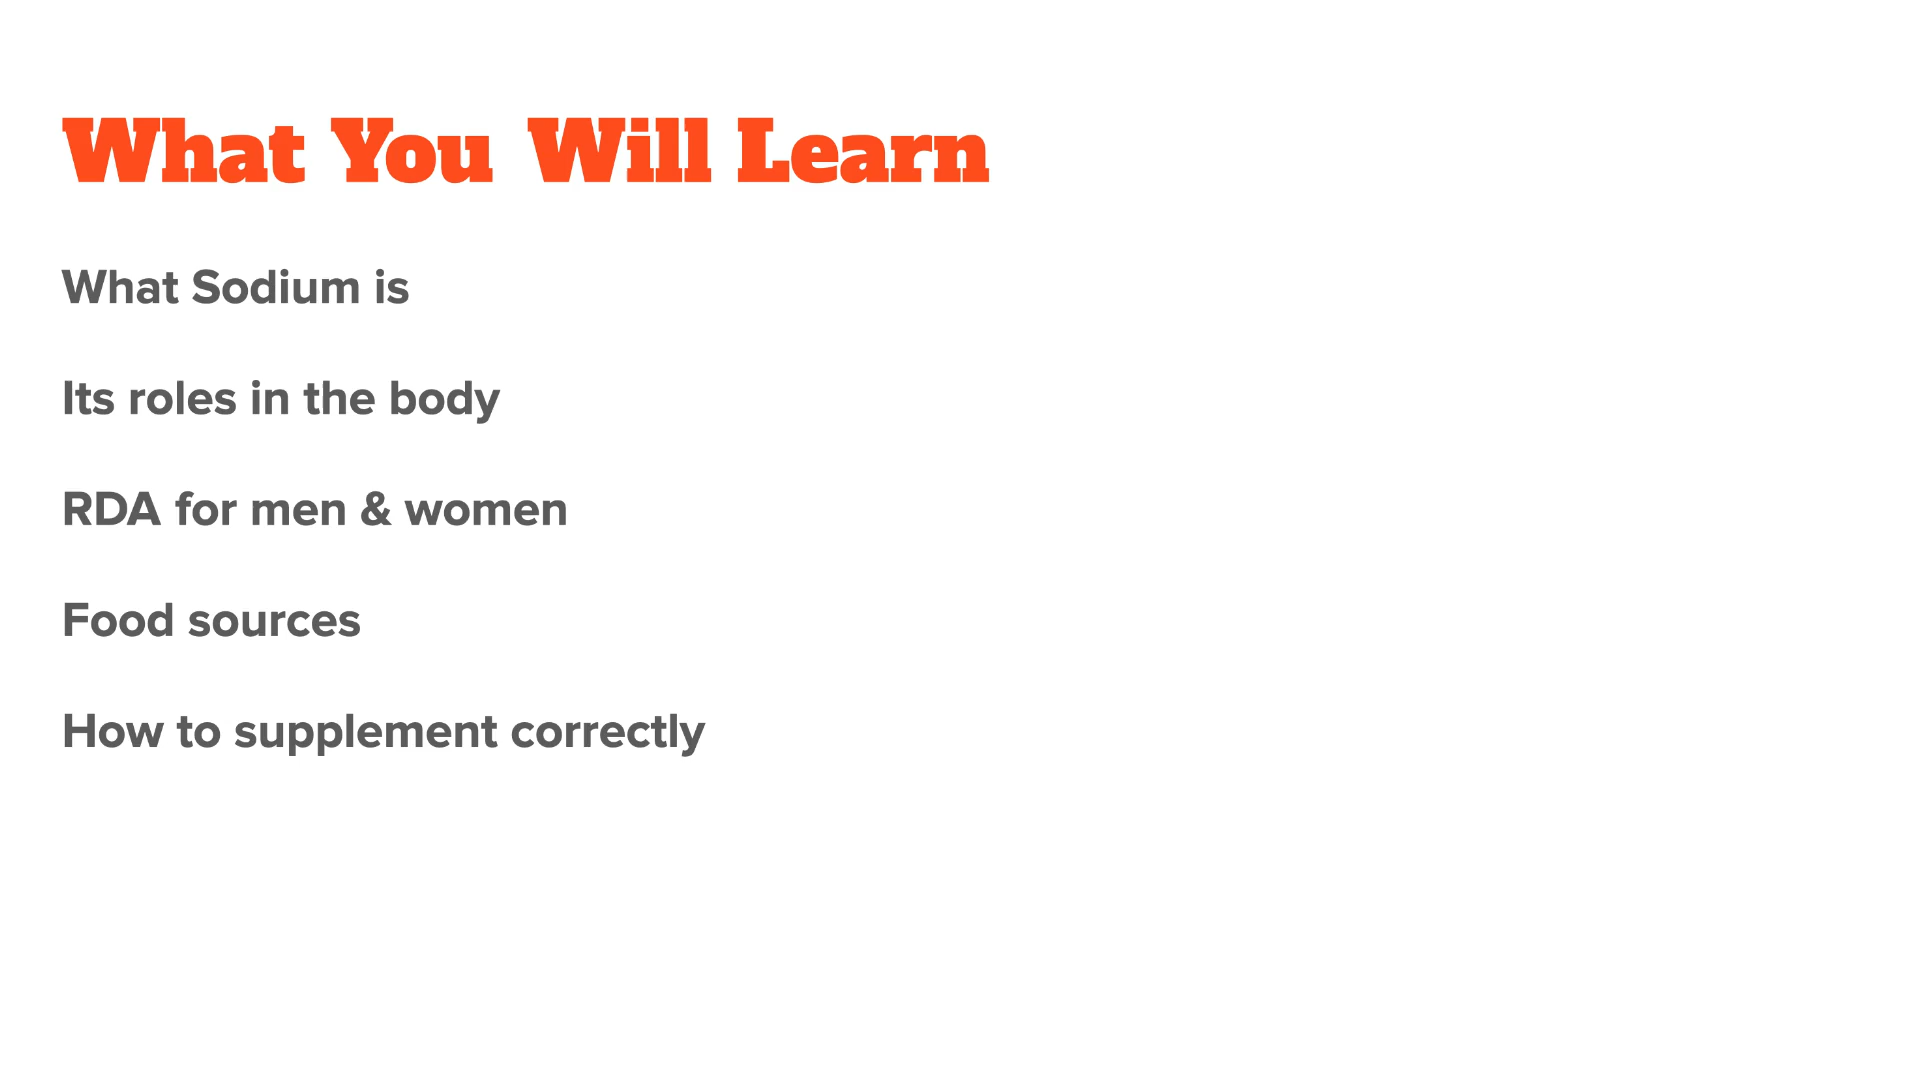 What You Will Learn
What Sodium is
Its roles in the body
RDA for men & women
Food sources
How to supplement correctly